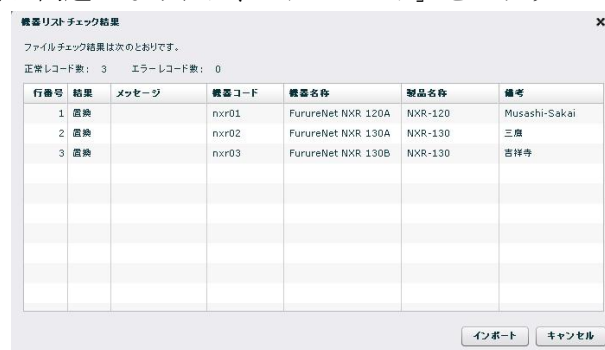 機器リストチェック結果
ファイルチェック結果は次のとおりです。
正常レコード数: 3 エラーレコード数: 0
行番号 結果 メッセージ 機器コード 機器名称 製品名称 備考
1 置換 nxr01 FurureNet NXR 120A NXR-120 Musashi-Sakai
2 置換 nxr02 FurureNet NXR 130A NXR-130 三鷹
3 置換 nxr03 FurureNet NXR 130B NXR-130 吉祥寺
インポート キャンセル